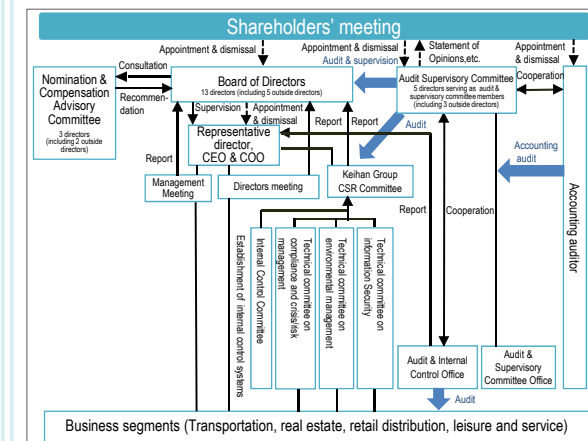 Shareholders' meeting
Appointment & dismissal
Appointment & dismissal
Statement of
Opinions,etc.
Appointment &
dismissal
Consultation
Audit & supervision
Cooperation
Nomination &
Compensation
Advisory
Committee
3 directors
(including 2 outside
directors)
Recommen-
dation
Board of Directors
13 directors (including 5 outside directors)
Audit Supervisory Committee
5 directors serving as audit &
supervisory committee members
(including 3 outside directors)
Supervision
Appointment
& dismissal
Report
Report
Audit
Accounting
audit
Representative
director,
CEO & COO
Report
Management
Meeting
Directors meeting
Keihan Group
CSR Committee
Report
Cooperation
Accounting auditor
Establishment of internal control systems
Internal Control
Committee
Technical committee on
compliance and crisis/risk
management
Technical committee on
environmental management
Technical committee on
information Security
Audit & Internal
Control Office
Audit &
Supervisory
Committee Office
Audit
Business segments (Transportation, real estate, retail distribution, leisure and service)